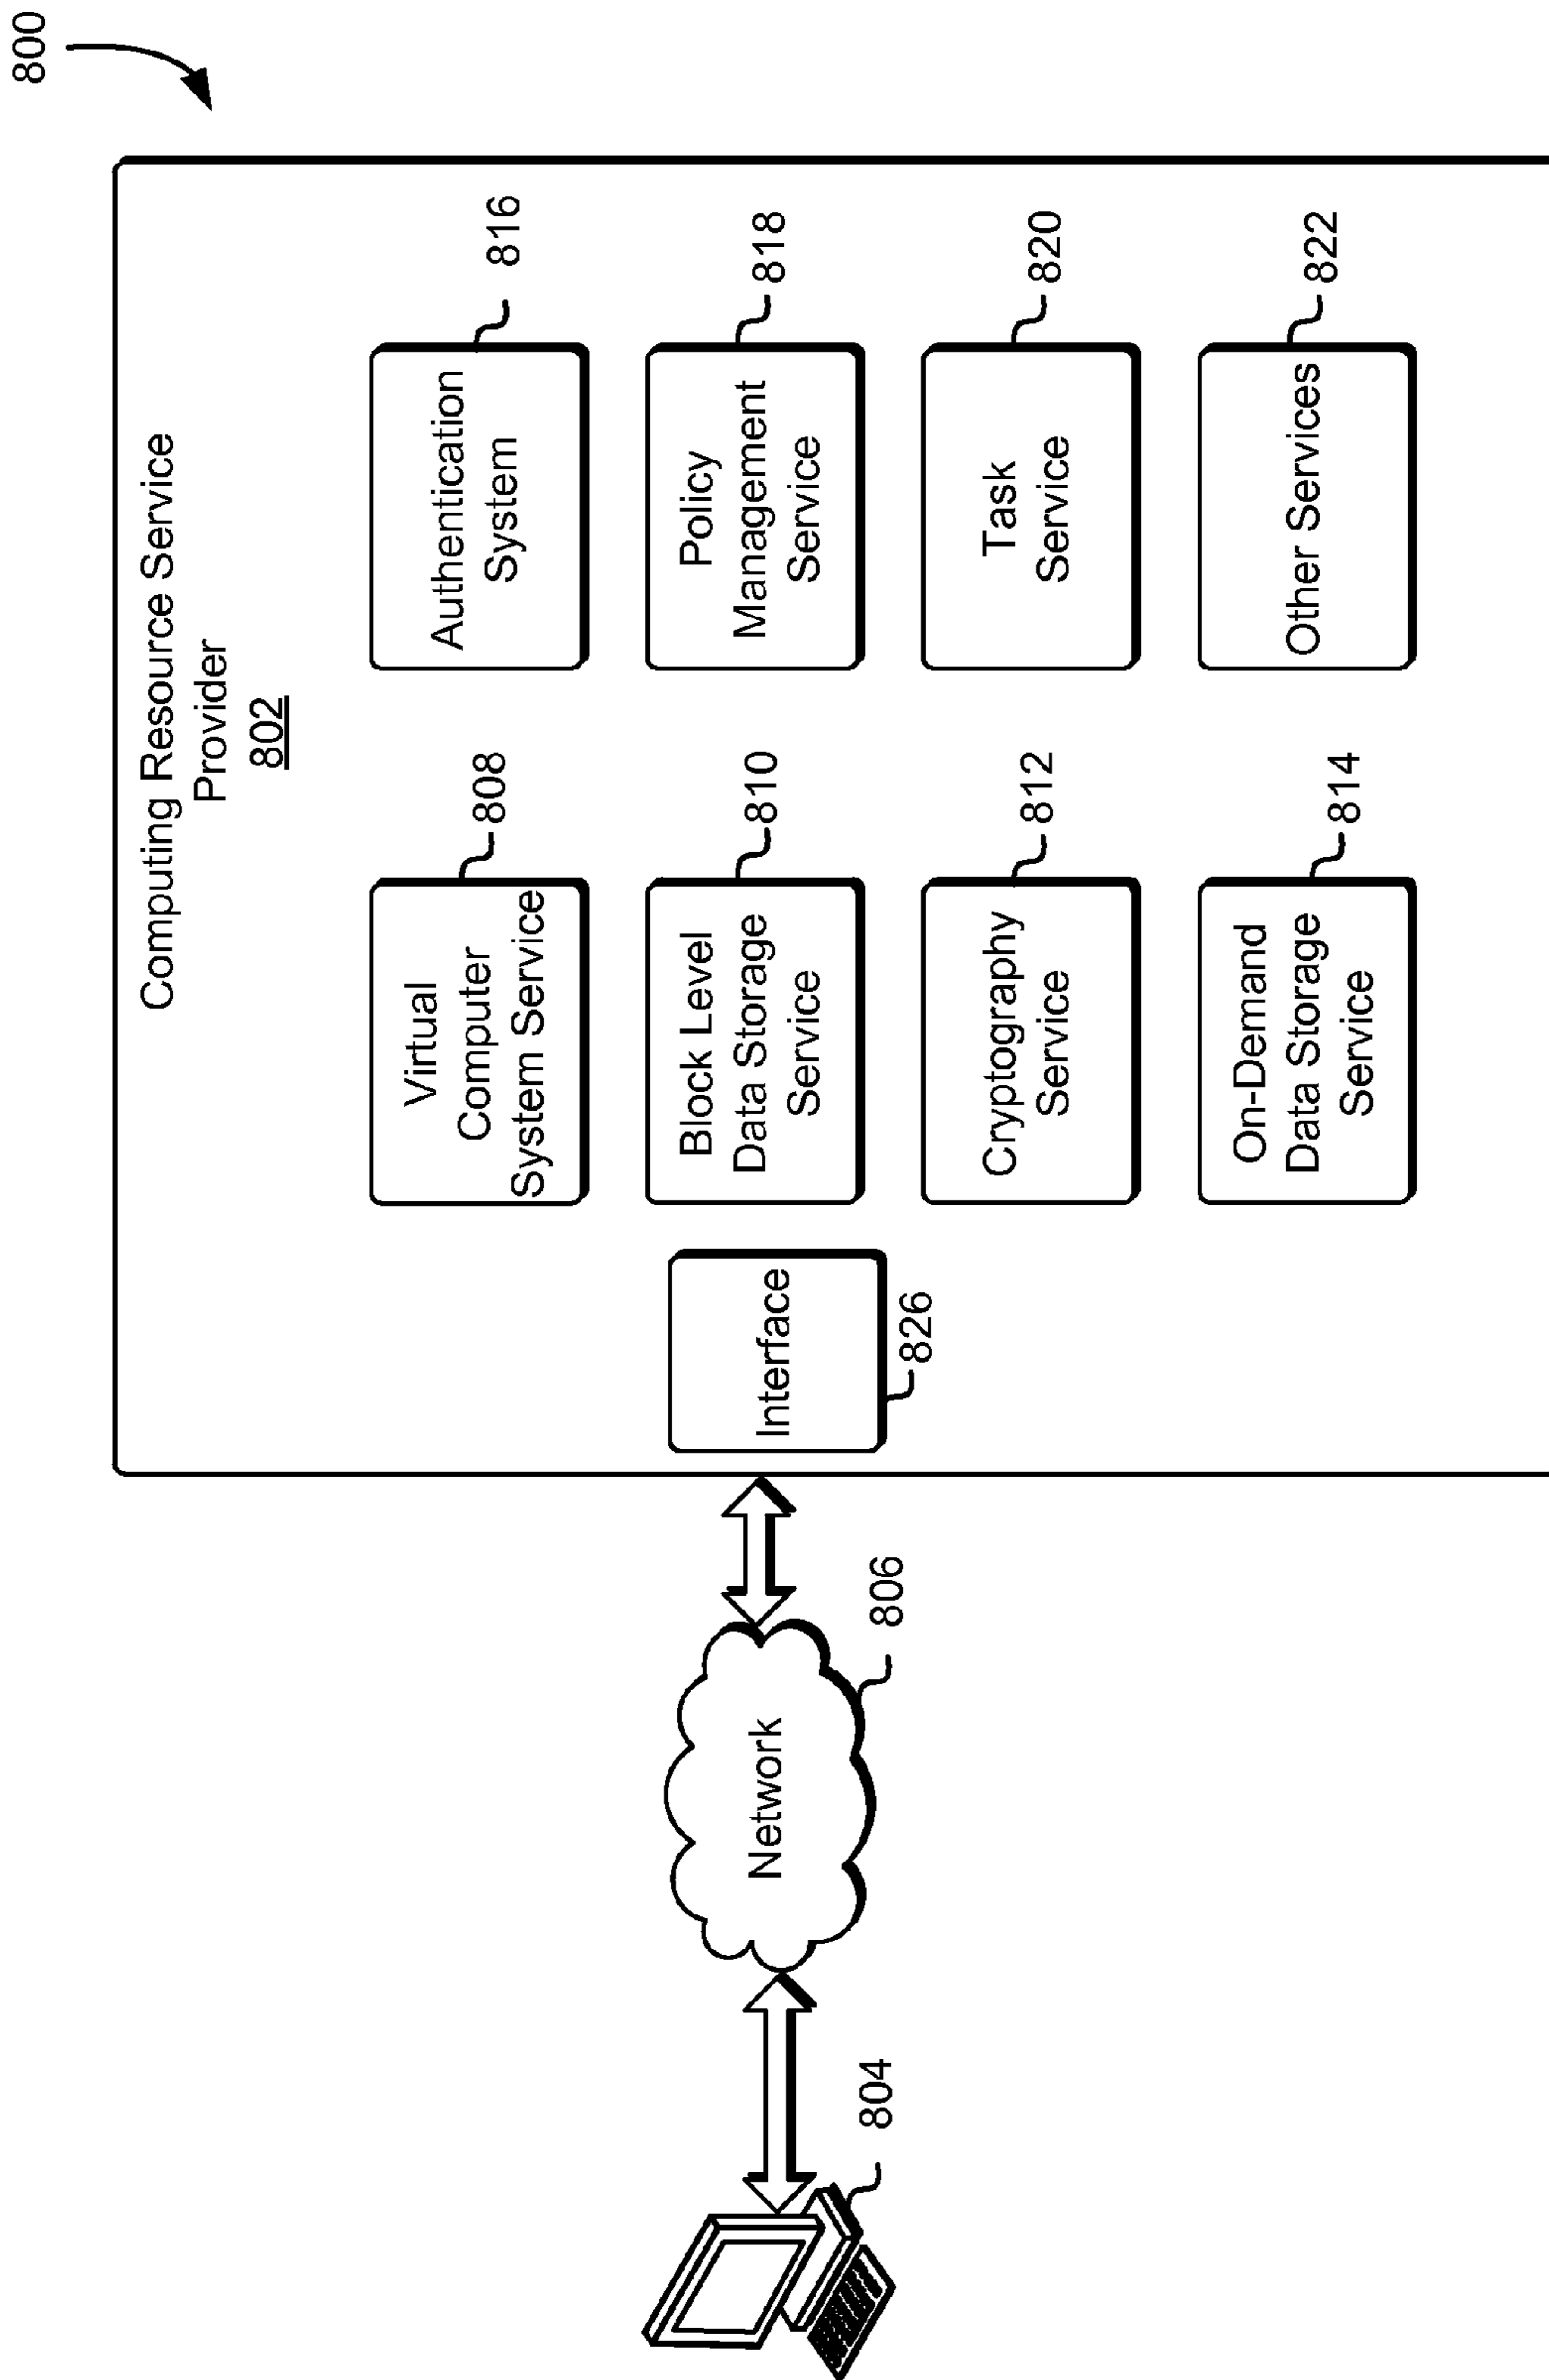 800
Computing Resource Service
Provider
802
Virtual
Computer
System Service
808
Authentication
System
816
Block Level
Data Storage
Service
810
Policy
Management
Service
818
Interface
826
Network
806
804
Cryptography
Service
812
Task
Service
820
On-Demand
Data Storage
Service
814
Other Services
822